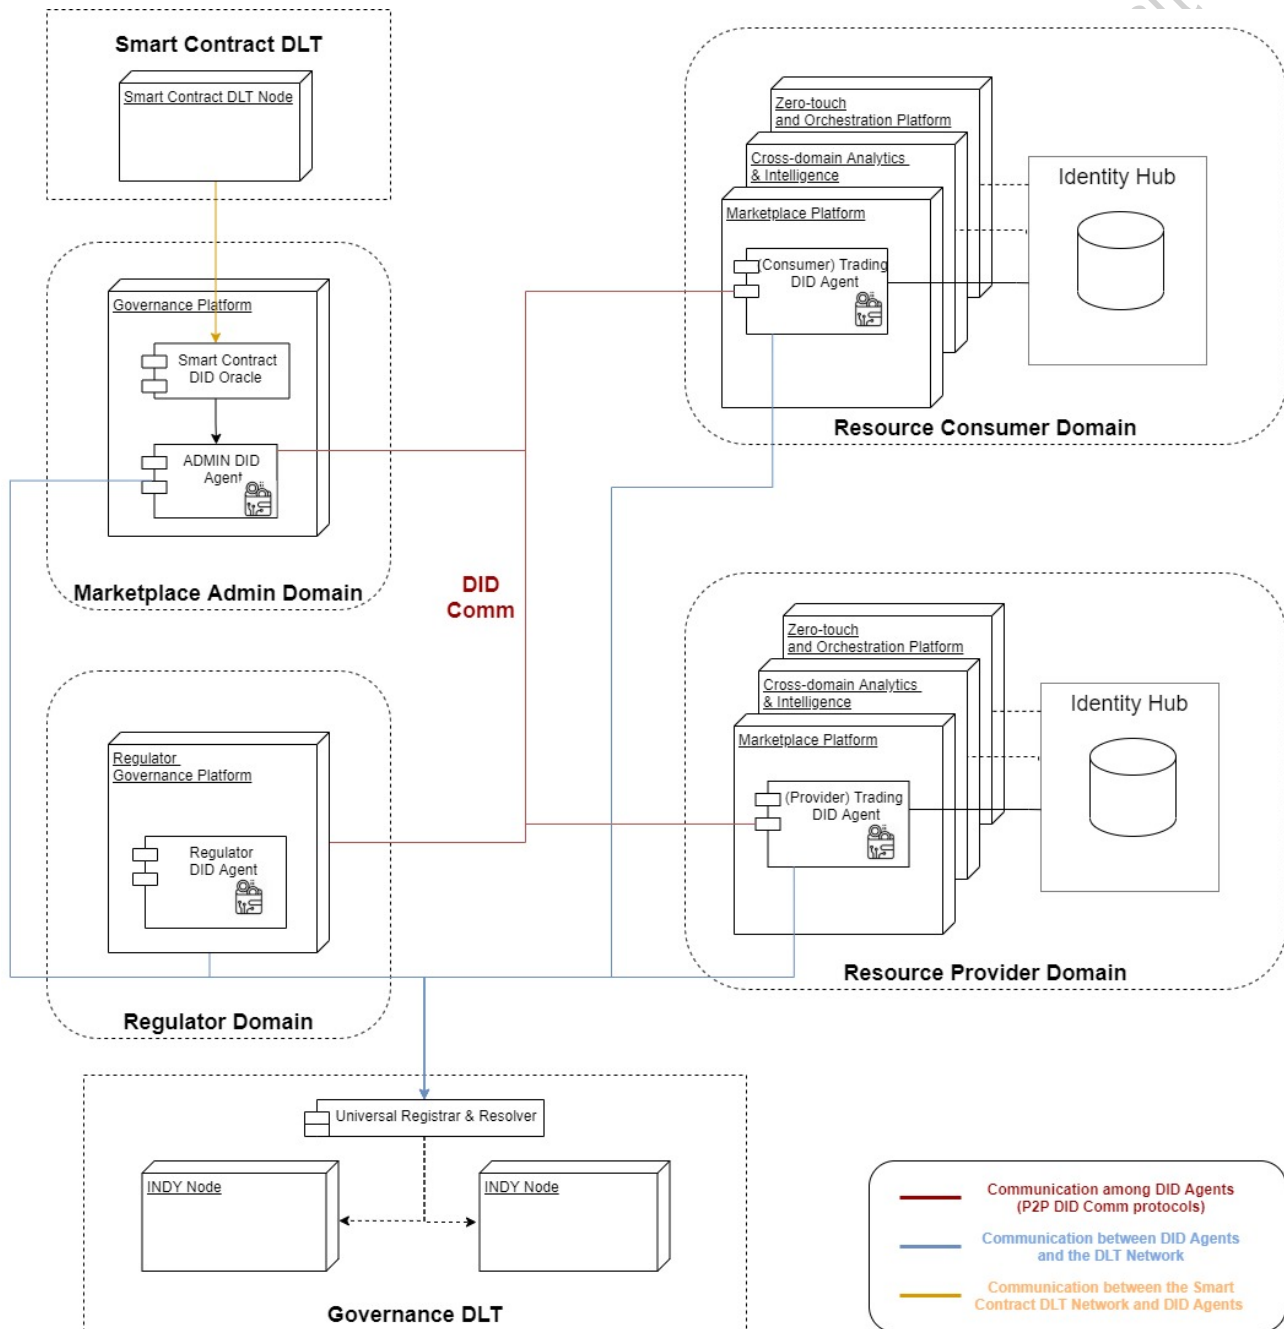 Smart Contract DLT
Smart Contract DLT Node
Governance Platform
Smart Contract
DID Oracle
ADMIN DID
Agent
Marketplace Admin Domain
Zero-touch
and Orchestration Platform
Cross-domain Analytics
& Intelligence
Marketplace Platform
(Consumer) Trading
DID Agent
Identity Hub
Resource Consumer Domain
DID
Comm
Regulator
Governance Platform
Regulator
DID Agent
Regulator Domain
Zero-touch
and Orchestration Platform
Cross-domain Analytics
& Intelligence
Marketplace Platform
(Provider) Trading
DID Agent
Identity Hub
Resource Provider Domain
Universal Registrar & Resolver
INDY Node
INDY Node
Governance DLT
Communication among DID Agents
(P2P DID Comm protocols)
Communication between DID Agents
and the DLT Network
Communication between the Smart
Contract DLT Network and DID Agents